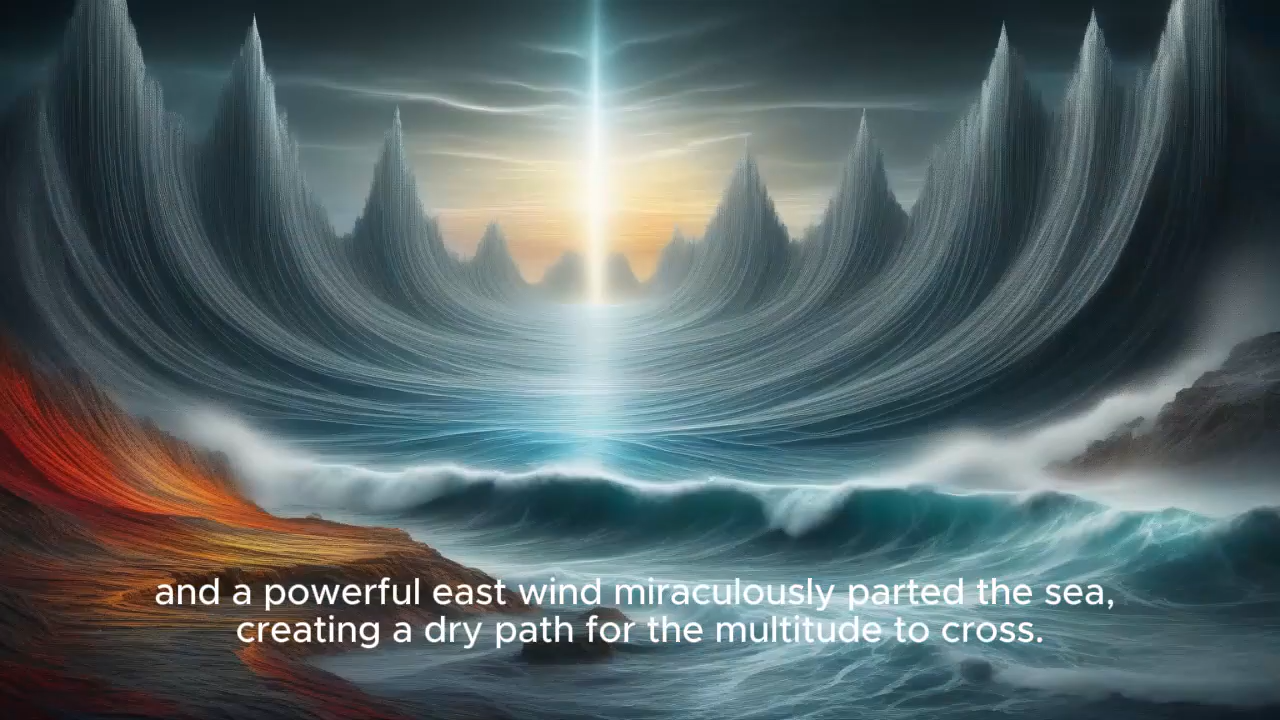 and a powerful east wind miraculously parted the sea,
creating a dry path for the multitude to cross.